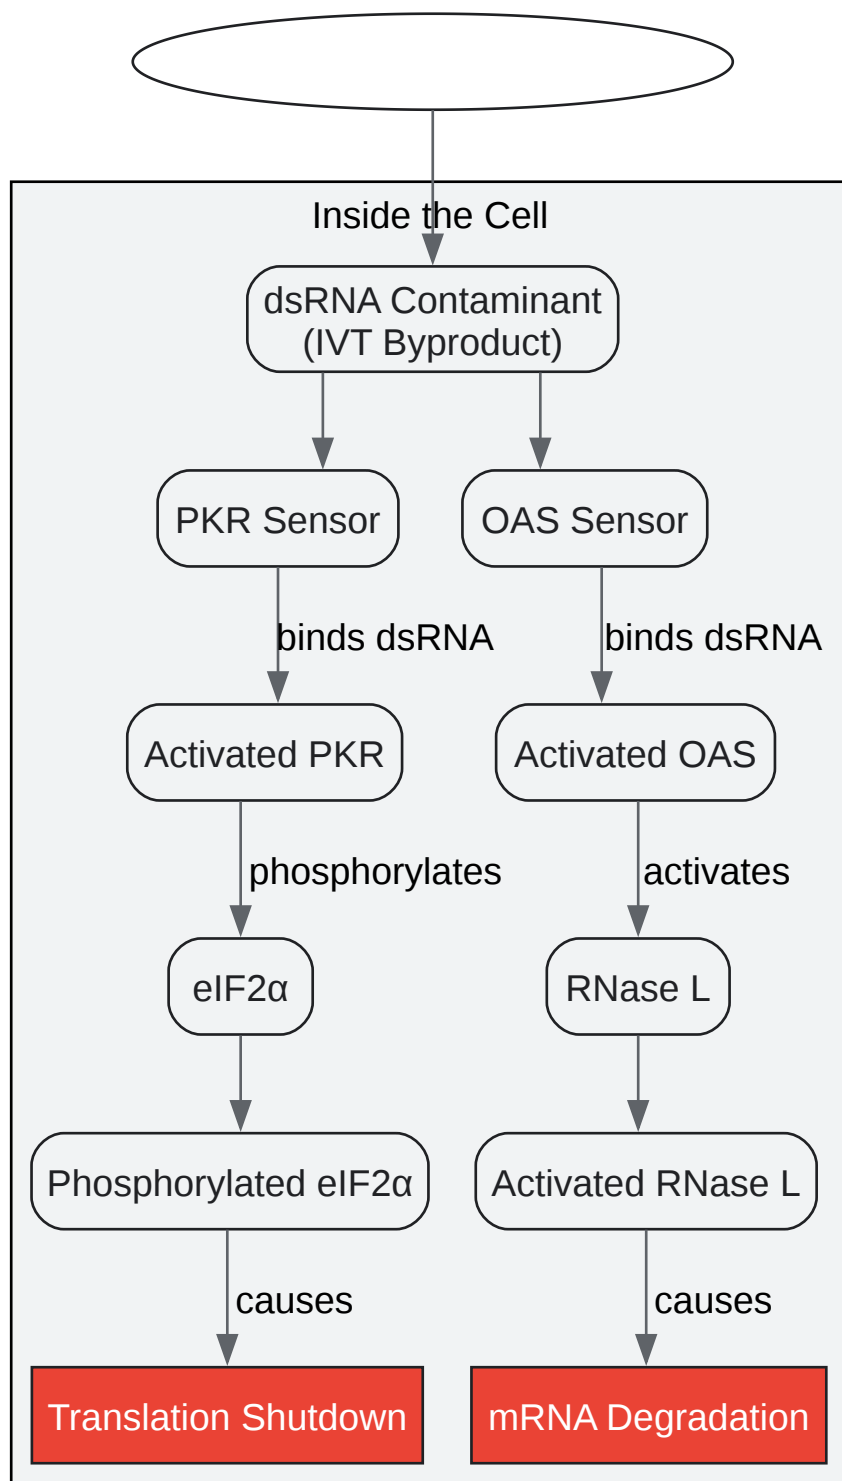 Inside the Cell
dsRNA Contaminant
(IVT Byproduct)
PKR Sensor
OAS Sensor
binds dsRNA
binds dsRNA
Activated PKR
Activated OAS
phosphorylates
activates
eIF2α
RNase L
Phosphorylated eIF2α
Activated RNase L
causes
causes
Translation Shutdown
mRNA Degradation